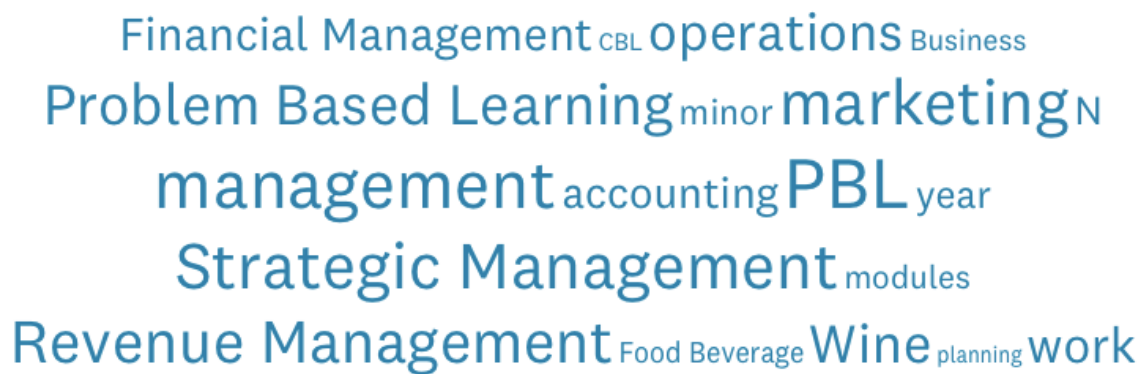 Financial Management CBL operations Business
Problem Based Learning minor marketing N
management accounting PBL year
Strategic Management modules
Revenue Management Food Beverage Wine planning work